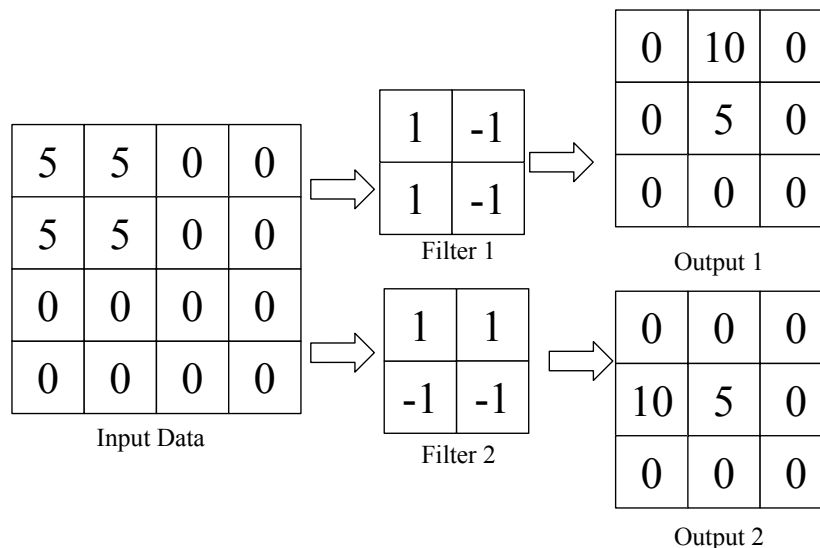 5 5 0 0
5 5 0 0
0 0 0 0
0 0 0 0
Input Data
1 -1
1 -1
Filter 1
0 10 0
0 5 0
0 0 0
Output 1
1 1
-1 -1
Filter 2
0 0 0
10 5 0
0 0 0
Output 2